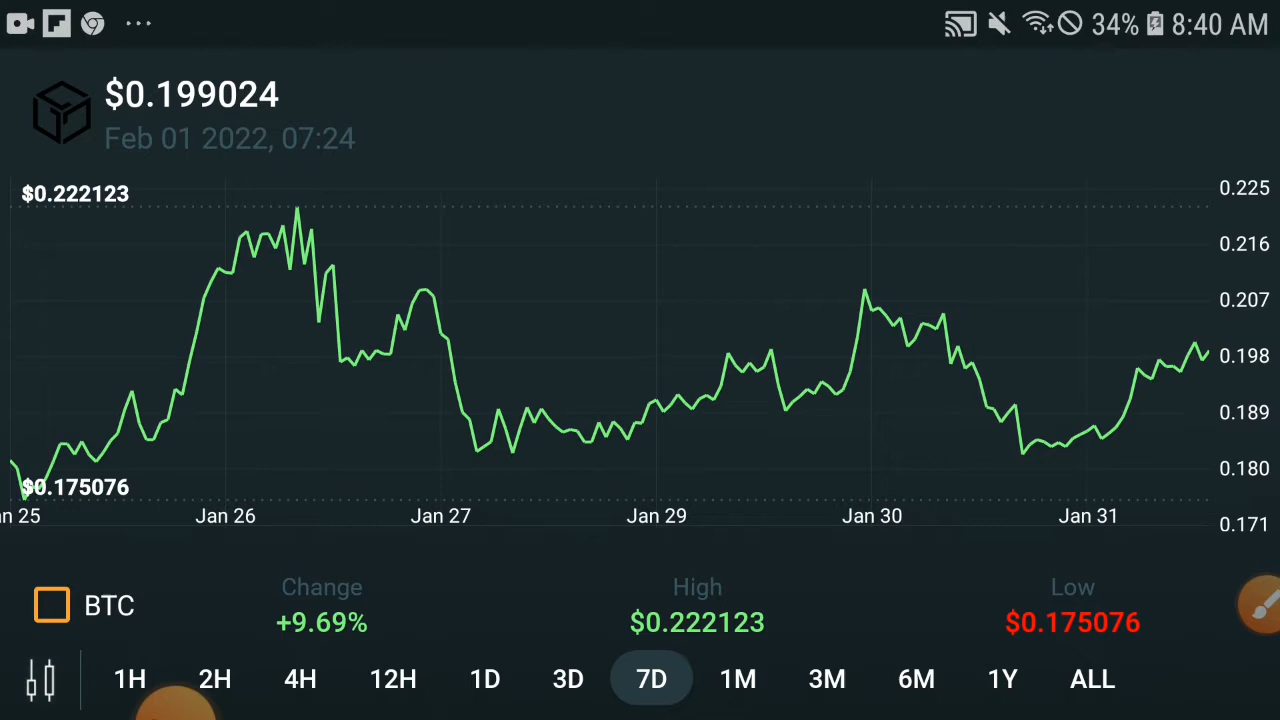 34% 8:40 AM
$0.199024
Feb 01 2022, 07:24
$0.222123
0.225
0.216
0.207
0.198
0.189
0.180
$0.175076
0.171
n 25 Jan 26 Jan 27 Jan 29 Jan 30 Jan 31
Change High Low
BTC +9.69% $0.222123 $0.175076
1H 2H 4H 12H 1D 3D 7D 1M 3M 6M 1Y ALL